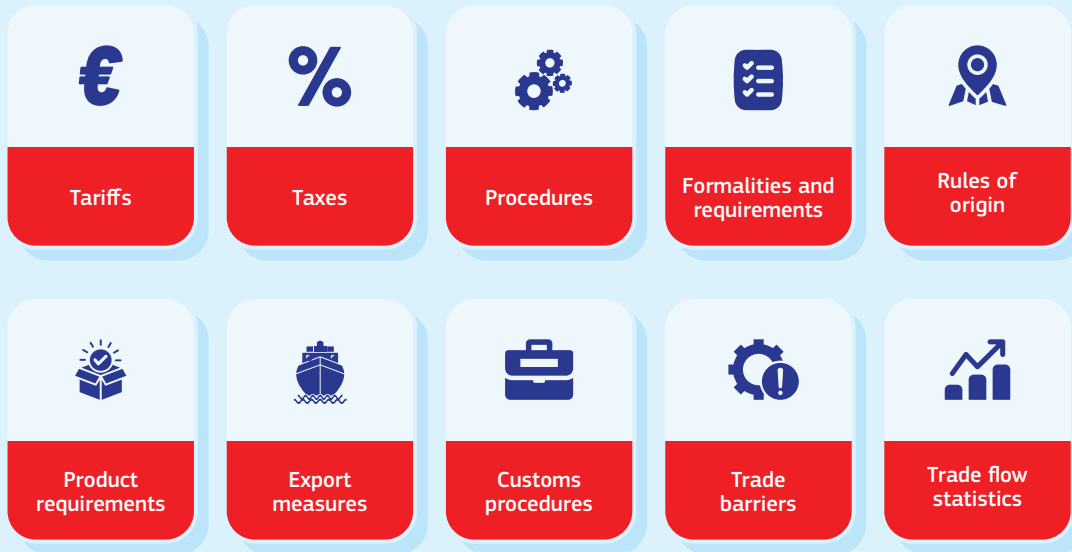 €
%
Tariffs
Taxes
Procedures
Formalities and
requirements
Rules of
origin
Product
requirements
Export
measures
Customs
procedures
Trade
barriers
Trade flow
statistics